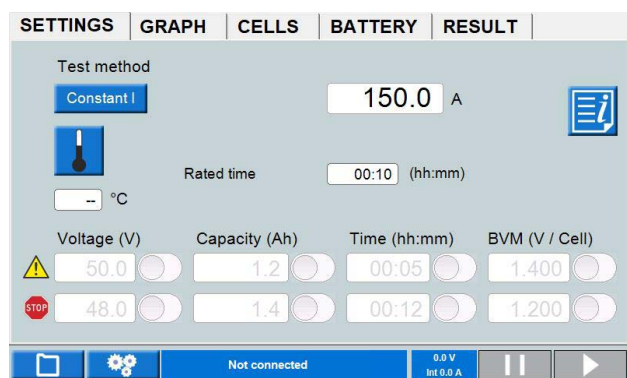 SETTINGS GRAPH CELLS BATTERY RESULT
Test method
Constant I 150.0 A
i
Rated time 00:10 (hh:mm)
-- °C
Voltage (V) Capacity (Ah) Time (hh:mm) BVM (V / Cell)
50.0 1.2 00:05 1.400
STOP 48.0 1.4 00:12 1.200
Not connected
0.0 V
Int 0.0 A